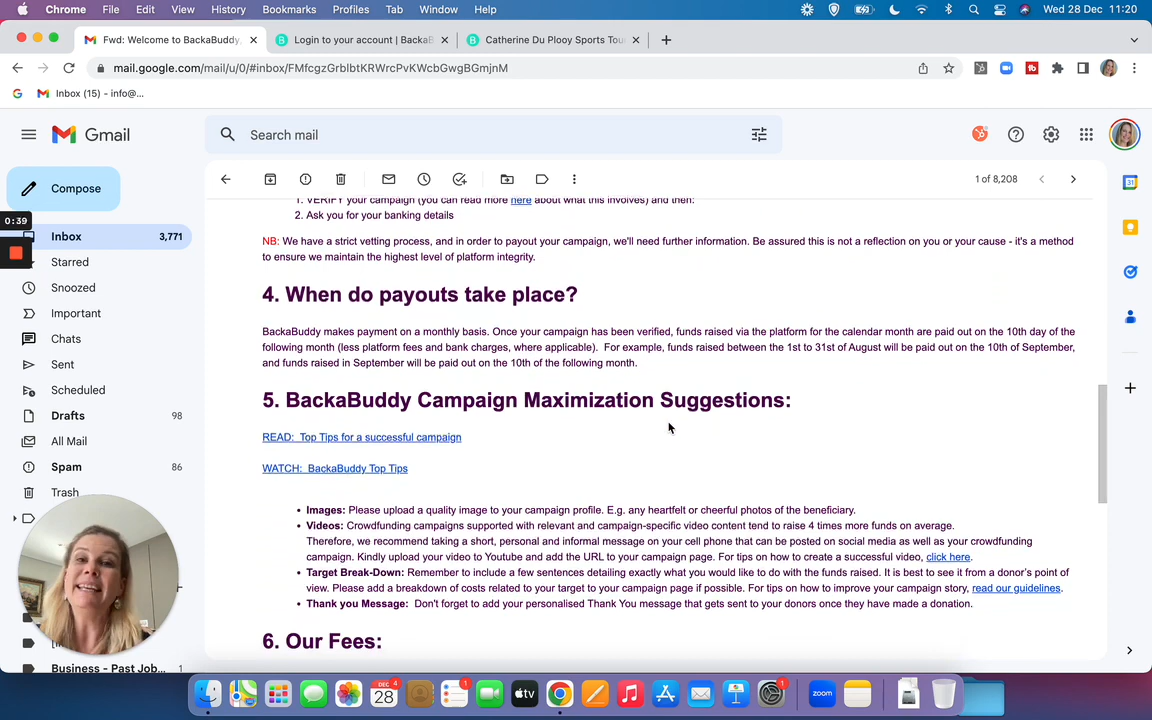 Chrome File Edit View History Bookmarks Profiles Tab Window Help Wed 28 Dec 11:20
Fwd: Welcome to BackaBuddy, Login to your account | BackaB Catherine Du Plooy Sports Tou
mail.google.com/mail/u/0/#inbox/FMfcgzGrbIbtKRWrcPvKWcbGwgBGmjnM
Inbox (15) - info@...
Gmail Search mail
Compose
1 of 8,208
0:39
Inbox 3,771
Starred
Snoozed
Important
Chats
Sent
Scheduled
Drafts 98
All Mail
Spam 86
Trash
Business - Past Job... 1
1. VERIFY your campaign (you can read more here about what this involves) and then:
2. Ask you for your banking details
NB: We have a strict vetting process, and in order to payout your campaign, we'll need further information. Be assured this is not a reflection on you or your cause - it's a method
to ensure we maintain the highest level of platform integrity.
4. When do payouts take place?
BackaBuddy makes payment on a monthly basis. Once your campaign has been verified, funds raised via the platform for the calendar month are paid out on the 10th day of the
following month (less platform fees and bank charges, where applicable).  For example, funds raised between the 1st to 31st of August will be paid out on the 10th of September,
and funds raised in September will be paid out on the 10th of the following month.
5. BackaBuddy Campaign Maximization Suggestions:
READ:  Top Tips for a successful campaign
WATCH:  BackaBuddy Top Tips
• Images: Please upload a quality image to your campaign profile. E.g. any heartfelt or cheerful photos of the beneficiary.
• Videos: Crowdfunding campaigns supported with relevant and campaign-specific video content tend to raise 4 times more funds on average.
Therefore, we recommend taking a short, personal and informal message on your cell phone that can be posted on social media as well as your crowdfunding
campaign. Kindly upload your video to Youtube and add the URL to your campaign page. For tips on how to create a successful video, click here.
• Target Break-Down: Remember to include a few sentences detailing exactly what you would like to do with the funds raised. It is best to see it from a donor's point of
view. Please add a breakdown of costs related to your target to your campaign page if possible. For tips on how to improve your campaign story, read our guidelines.
• Thank you Message:  Don't forget to add your personalised Thank You message that gets sent to your donors once they have made a donation.
6. Our Fees:
DEC
28
4
1
tv
zoom
1